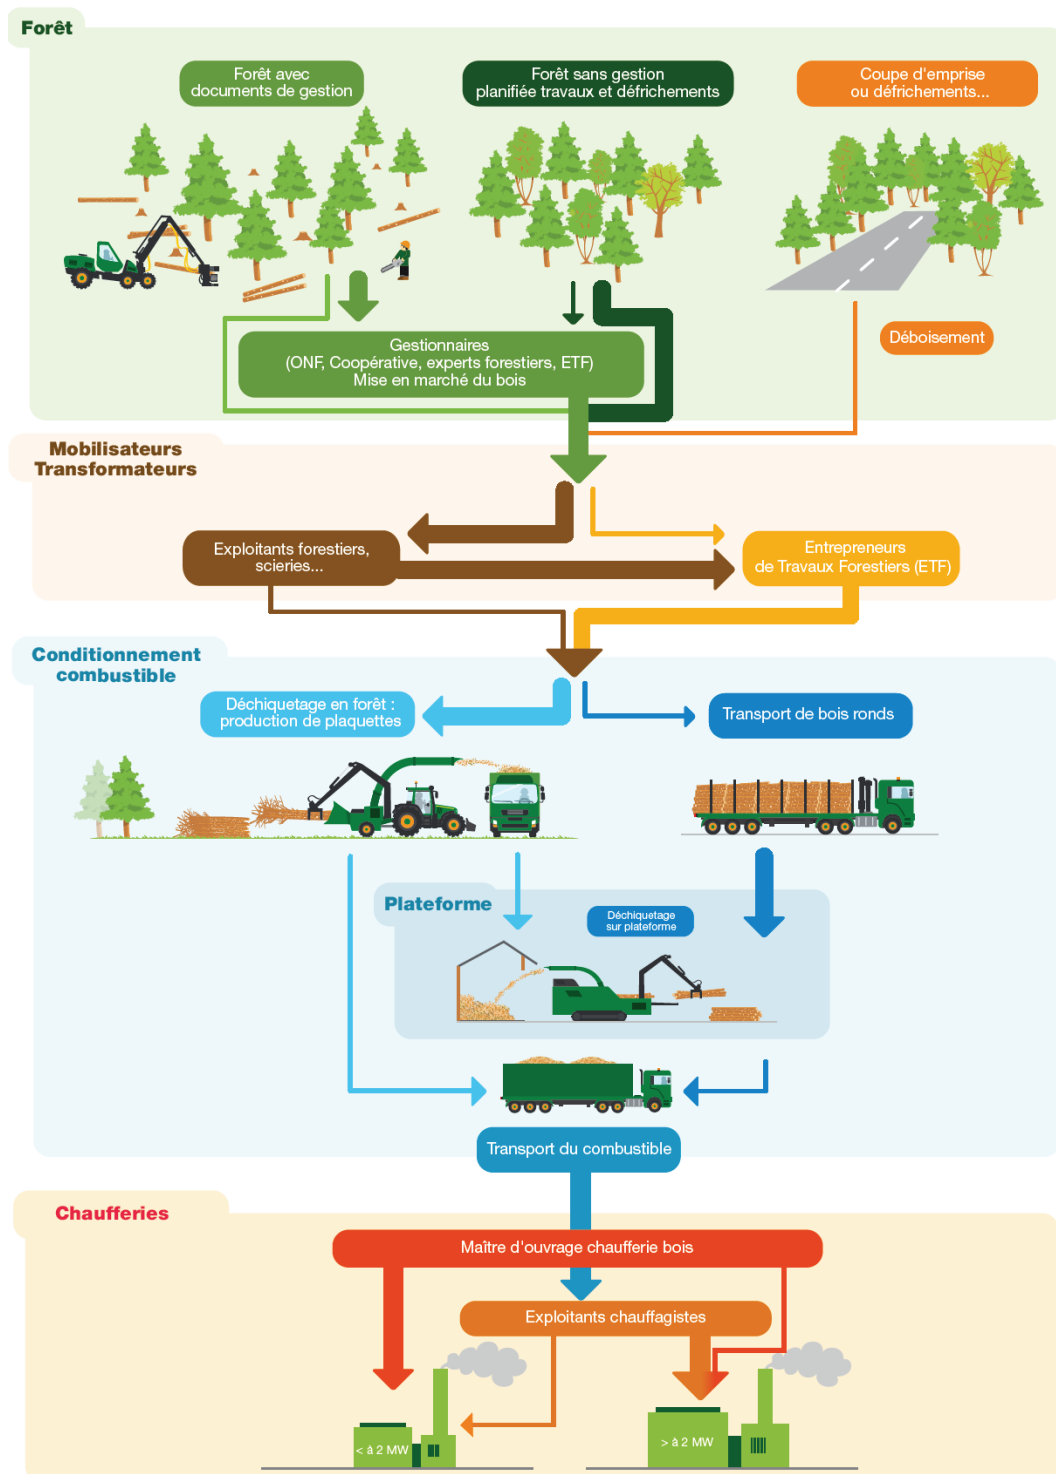 Forêt
Forêt avec
documents de gestion
Forêt sans gestion
planifiée travaux et défrichements
Coupe d'emprise
ou défrichements...
Déboisement
Gestionnaires
(ONF, Coopérative, experts forestiers, ETF)
Mise en marché du bois
Mobilisateurs
Transformateurs
Exploitants forestiers,
scieries...
Entrepreneurs
de Travaux Forestiers (ETF)
Conditionnement
combustible
Déchiquetage en forêt :
production de plaquettes
Transport de bois ronds
Plateforme
Déchiquetage
sur plateforme
Transport du combustible
Chaufferies
Maître d'ouvrage chaufferie bois
Exploitants chauffagistes
< à 2 MW
> à 2 MW